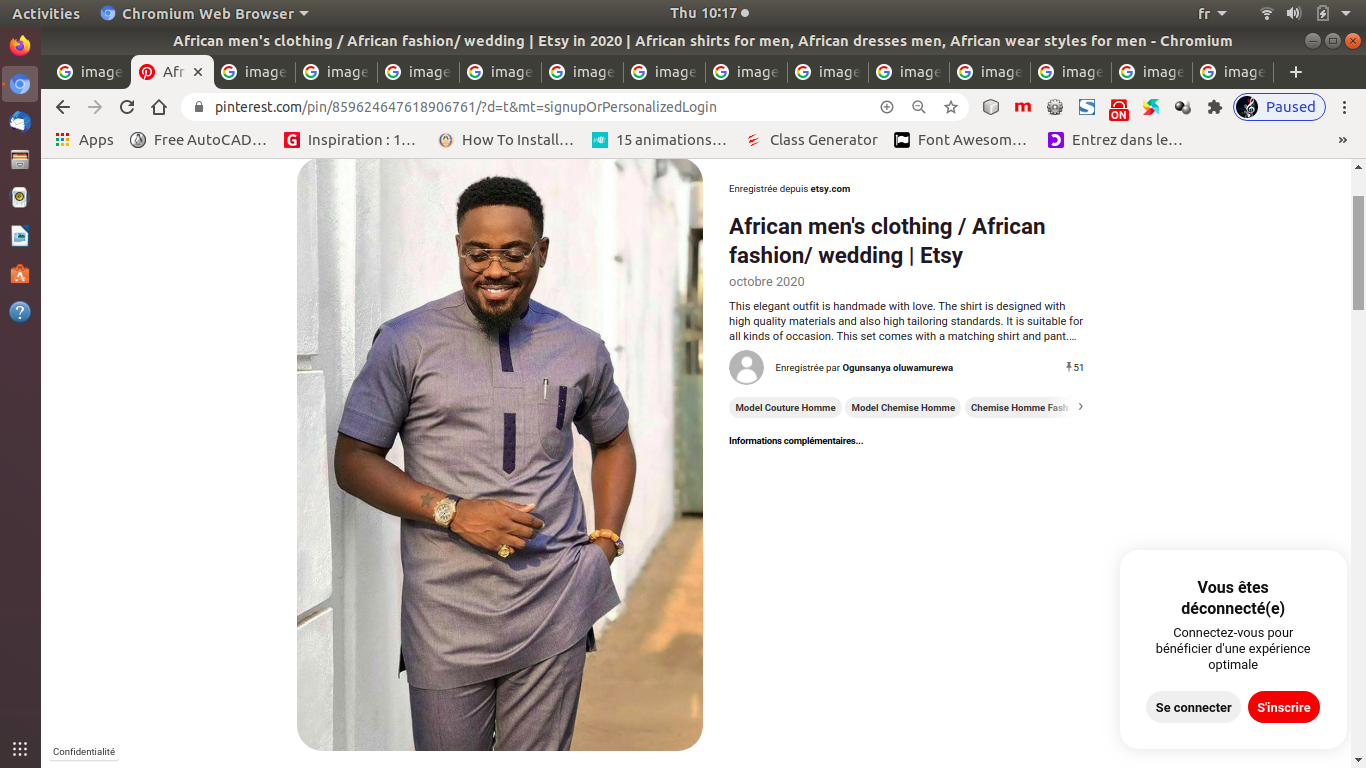 Activities
Chromium Web Browser
Thu 10:17
fr
African men's clothing / African fashion/ wedding | Etsy in 2020 | African shirts for men, African dresses men, African wear styles for men - Chromium
image
Afr
image
image
image
image
image
image
image
image
image
image
image
image
image
pinterest.com/pin/859624647618906761/?d=t&mt=signupOrPersonalizedLogin
m
S
ON
Paused
Apps
Free AutoCAD…
Inspiration : 1…
How To Install…
15 animations…
Class Generator
Font Awesom…
Entrez dans le…
»
Enregistrée depuis etsy.com
African men's clothing / African
fashion/ wedding | Etsy
octobre 2020
This elegant outfit is handmade with love. The shirt is designed with
high quality materials and also high tailoring standards. It is suitable for
all kinds of occasion. This set comes with a matching shirt and pant.…
Enregistrée par Ogunsanya oluwamurewa
51
Model Couture Homme
Model Chemise Homme
Chemise Homme Fash
Informations complémentaires...
Vous êtes
déconnecté(e)
Connectez-vous pour
bénéficier d'une expérience
optimale
Se connecter
S'inscrire
Confidentialité